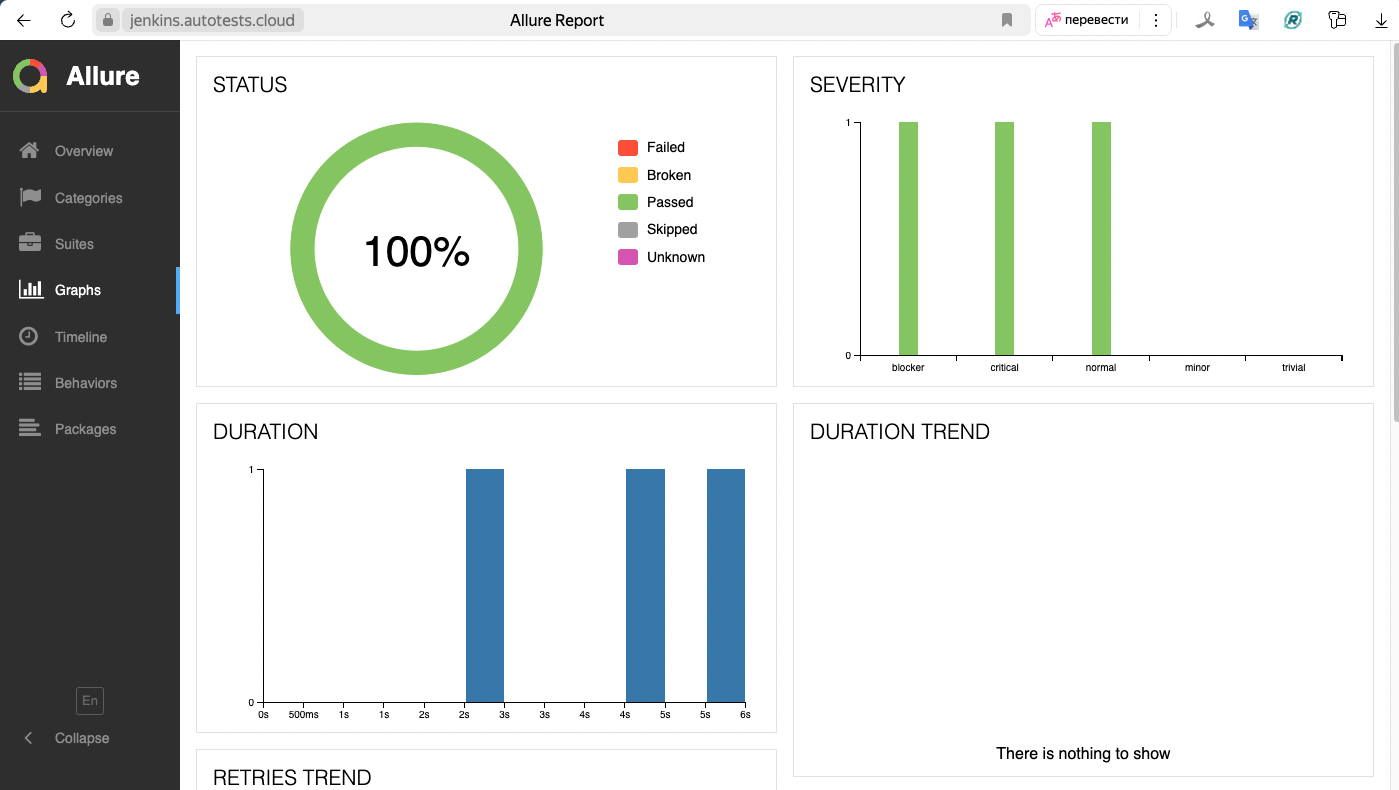 jenkins.autotests.cloud
Allure Report
перевести
Allure
Overview
Categories
Suites
Graphs
Timeline
Behaviors
Packages
En
Collapse
STATUS
100%
Failed
Broken
Passed
Skipped
Unknown
SEVERITY
1
0
blocker critical normal minor trivial
DURATION
1
0
0s 500ms 1s 1s 2s 2s 3s 3s 4s 4s 5s 5s 6s
DURATION TREND
There is nothing to show
RETRIES TREND